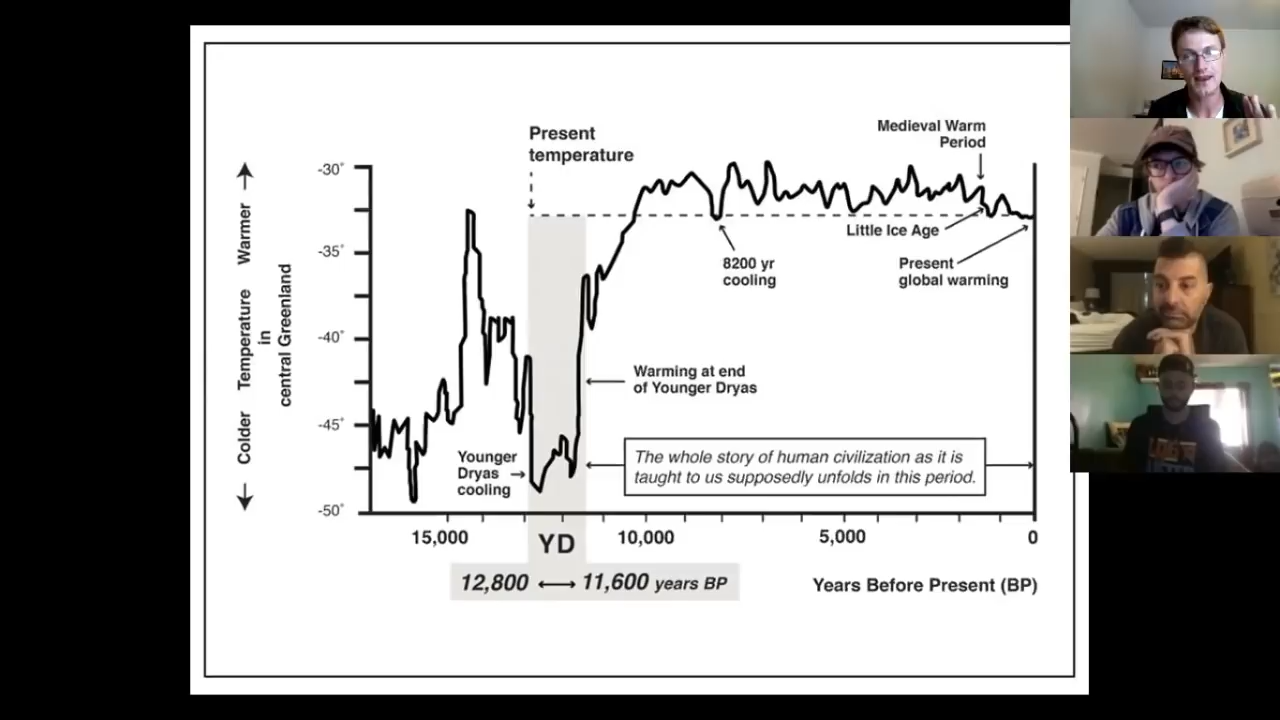 Present
temperature
Medieval Warm
Period
-30°
-35°
-40°
-45°
-50°
Colder Temperature Warmer
in
central Greenland
Little Ice Age
8200 yr
cooling
Present
global warming
Warming at end
of Younger Dryas
Younger
Dryas
cooling
The whole story of human civilization as it is
taught to us supposedly unfolds in this period.
15,000
YD
10,000
5,000
0
12,800 ⟷ 11,600 years BP
Years Before Present (BP)